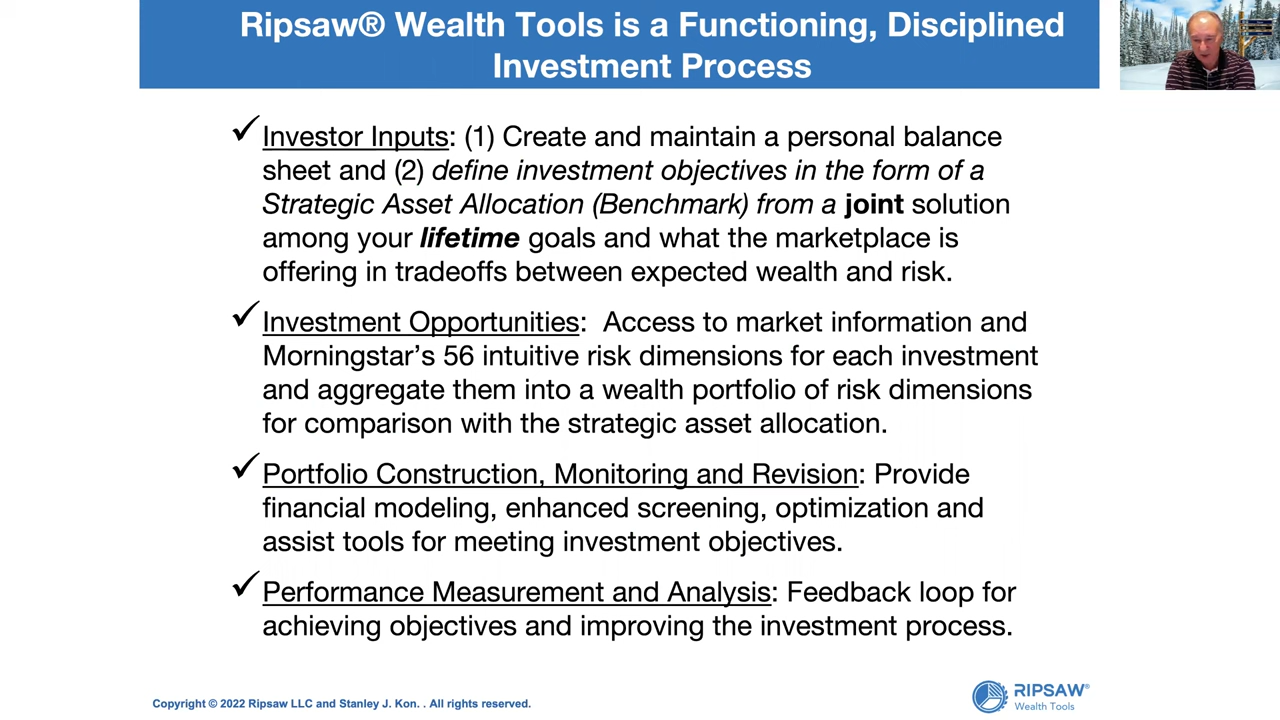 Ripsaw® Wealth Tools is a Functioning, Disciplined
Investment Process
Investor Inputs: (1) Create and maintain a personal balance
sheet and (2) define investment objectives in the form of a
Strategic Asset Allocation (Benchmark) from a joint solution
among your lifetime goals and what the marketplace is
offering in tradeoffs between expected wealth and risk.
Investment Opportunities:  Access to market information and
Morningstar’s 56 intuitive risk dimensions for each investment
and aggregate them into a wealth portfolio of risk dimensions
for comparison with the strategic asset allocation.
Portfolio Construction, Monitoring and Revision: Provide
financial modeling, enhanced screening, optimization and
assist tools for meeting investment objectives.
Performance Measurement and Analysis: Feedback loop for
achieving objectives and improving the investment process.
Copyright © 2022 Ripsaw LLC and Stanley J. Kon. . All rights reserved.
RIPSAW®
Wealth Tools